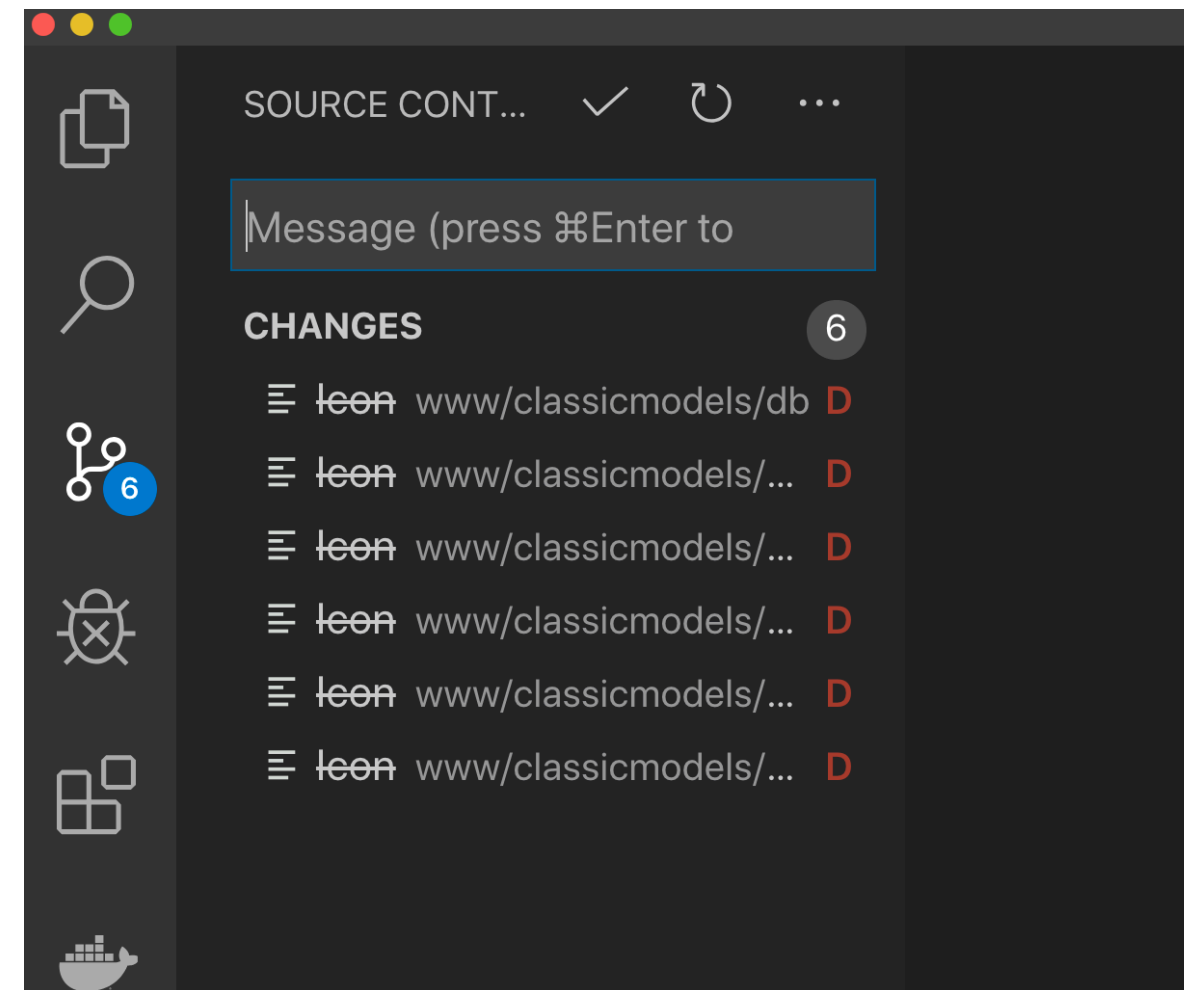 SOURCE CONT...
Message (press ⌘Enter to
CHANGES 6
Icon www/classicmodels/db D
6
Icon www/classicmodels/... D
Icon www/classicmodels/... D
Icon www/classicmodels/... D
Icon www/classicmodels/... D
Icon www/classicmodels/... D